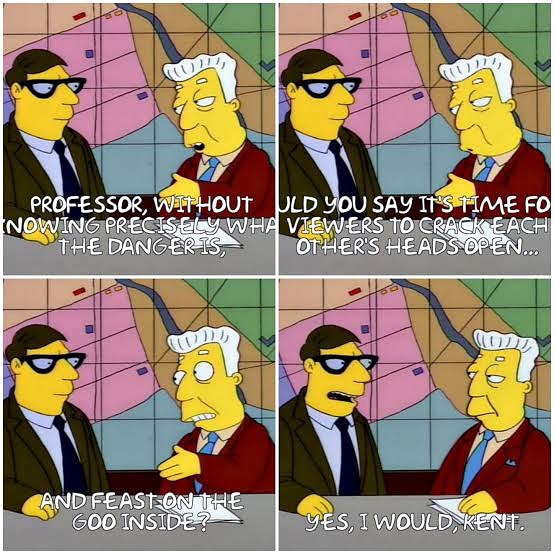 PROFESSOR, WITHOUT
NOWING PRECISELY WHA
THE DANGER IS,
ULD YOU SAY IT'S TIME FO
VIEWERS TO CRACK EACH
OTHER'S HEADS OPEN...
AND FEAST ON THE
GOO INSIDE?
YES, I WOULD, KENT.